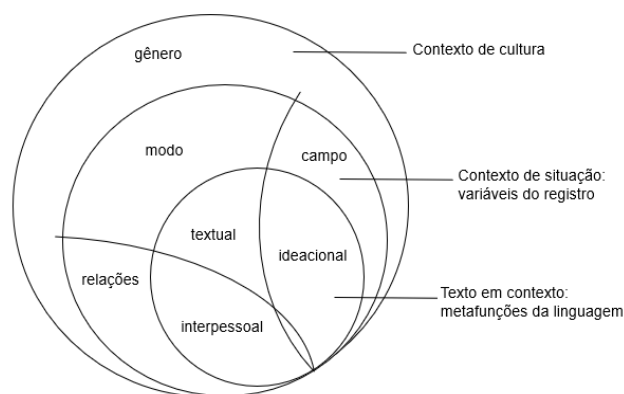 gênero
Contexto de cultura
modo
campo
Contexto de situação:
variáveis do registro
textual
ideacional
relações
Texto em contexto:
metafunções da linguagem
interpessoal